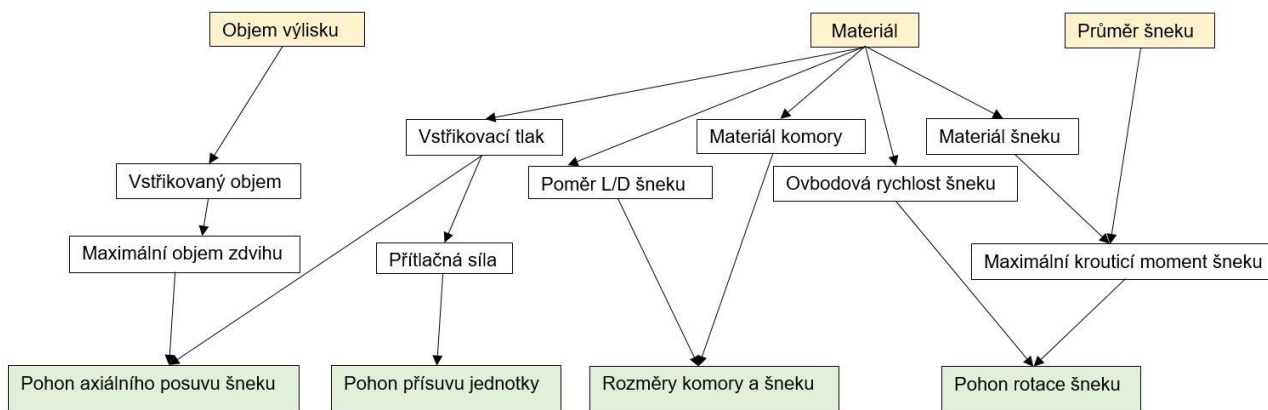 Objem výlisku
Materiál
Průměr šneku
Vstřikovací tlak
Materiál komory
Materiál šneku
Vstřikovaný objem
Poměr L/D šneku
Ovbodová rychlost šneku
Maximální objem zdvihu
Přítlačná síla
Maximální krouticí moment šneku
Pohon axiálního posuvu šneku
Pohon přísuvu jednotky
Rozměry komory a šneku
Pohon rotace šneku